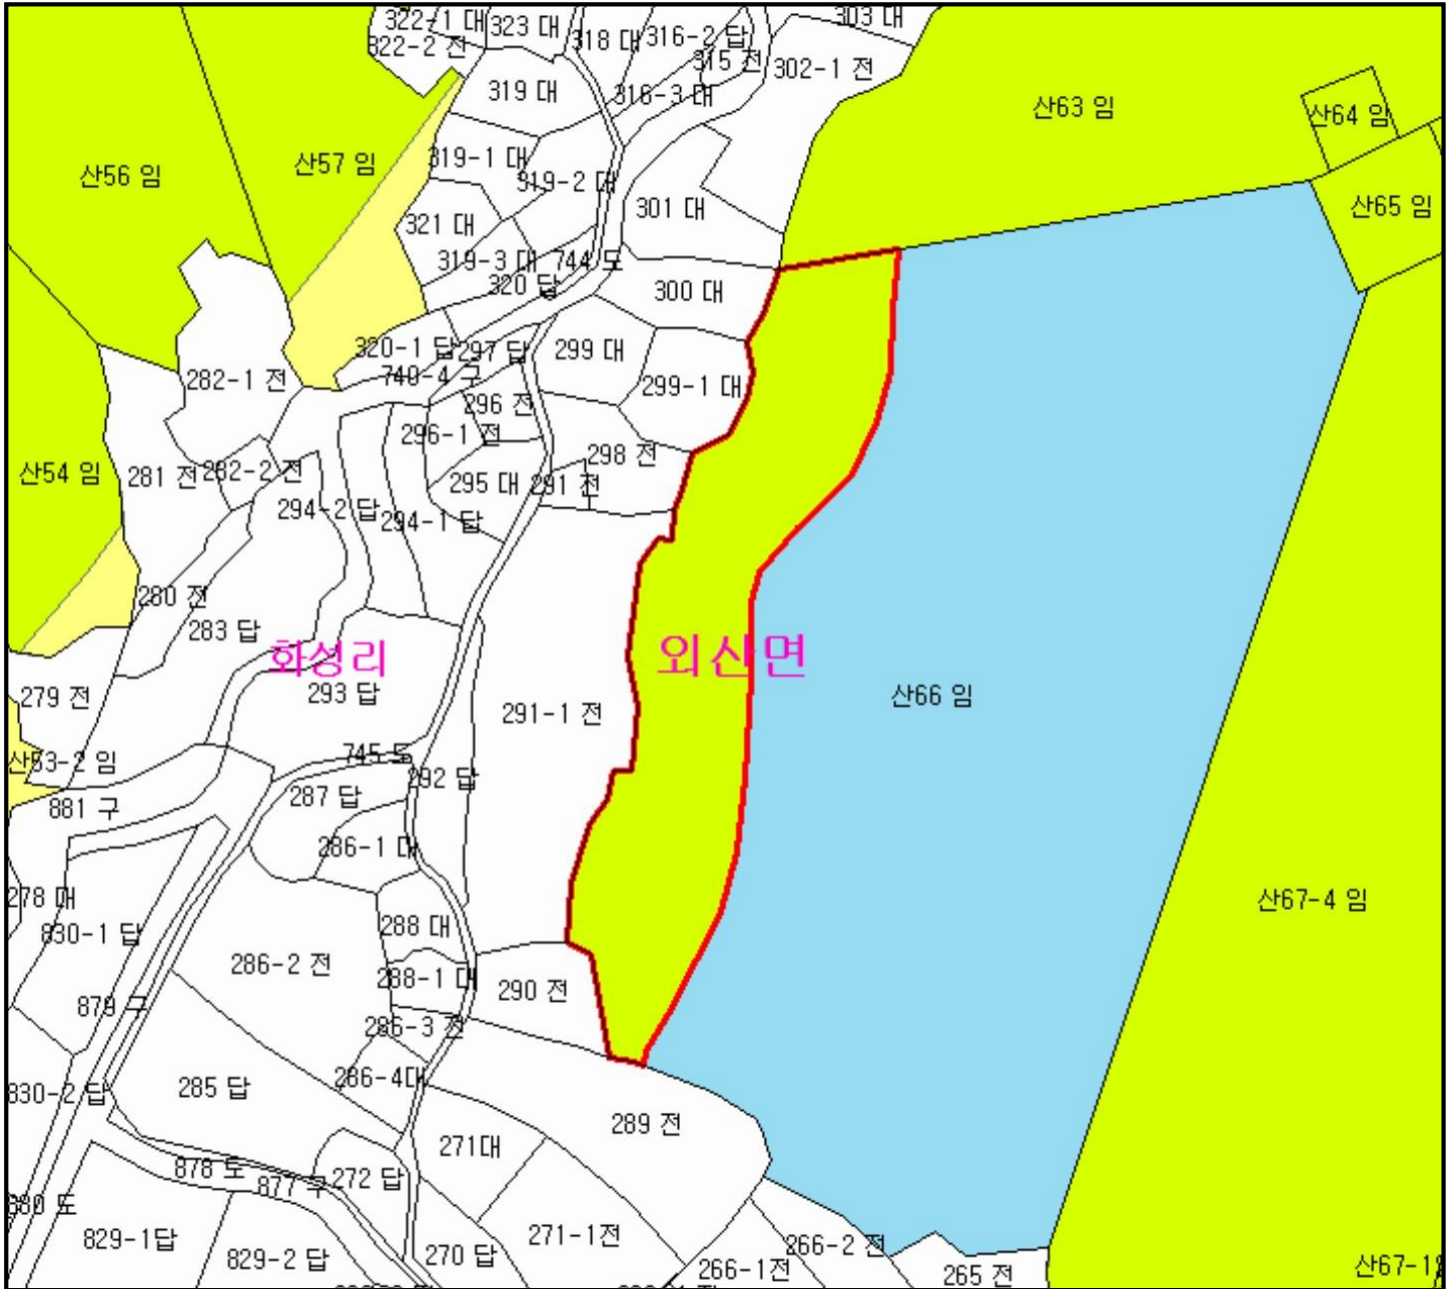 322-1 대
323 대
318 대
316-2 답
303 대
322-2 전
315 전
302-1 전
319 대
316-3 대
산63 임
산64 임
산56 임
산57 임
319-1 대
319-2 대
301 대
산65 임
321 대
319-3 대
744 도
320 답
300 대
320-1 답
297 답
299 대
740-4 구
282-1 전
299-1 대
296 전
296-1 전
298 전
산54 임
281 전
282-2 전
295 대
291 전
294-2 답
294-1 답
280 전
283 답
화성리
외산면
293 답
279 전
산66 임
291-1 전
745 도
산53-2 임
292 답
287 답
881 구
286-1 대
278 대
산67-4 임
830-1 답
288 대
286-2 전
288-1 대
290 전
879 구
286-3 전
286-4대
830-2 답
285 답
289 전
271대
878 도
877 구
272 답
880 도
829-1답
829-2 답
270 답
271-1전
266-2 전
266-1전
265 전
산67-1